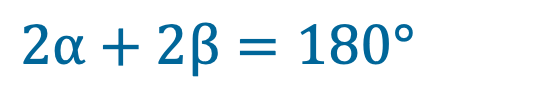 2α + 2β = 180°